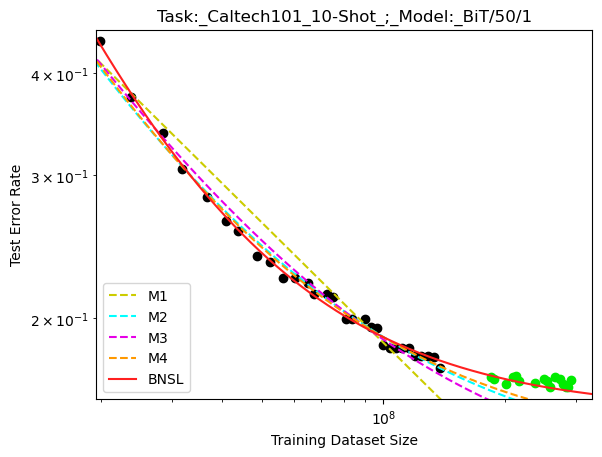 Task:_Caltech101_10-Shot_;_Model:_BiT/50/1
Test Error Rate
4 × 10⁻¹
3 × 10⁻¹
2 × 10⁻¹
M1
M2
M3
M4
BNSL
10⁸
Training Dataset Size